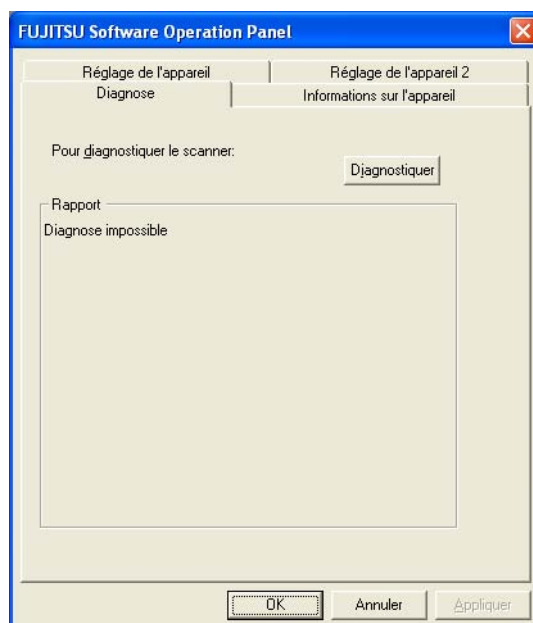 FUJITSU Software Operation Panel
Réglage de l'appareil
Réglage de l'appareil 2
Diagnose
Informations sur l'appareil
Pour diagnostiquer le scanner:
Diagnostiquer
Rapport
Diagnose impossible
OK
Annuler
Appliquer